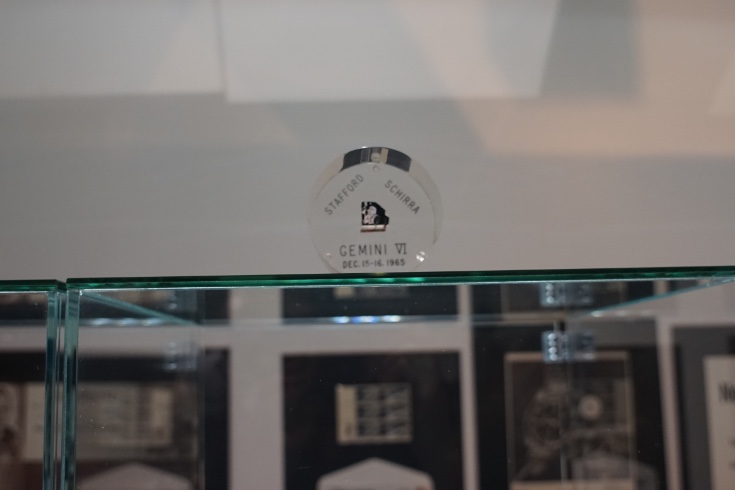 STAFFORD SCHIRRA
GEMINI VI
DEC. 15-16, 1965